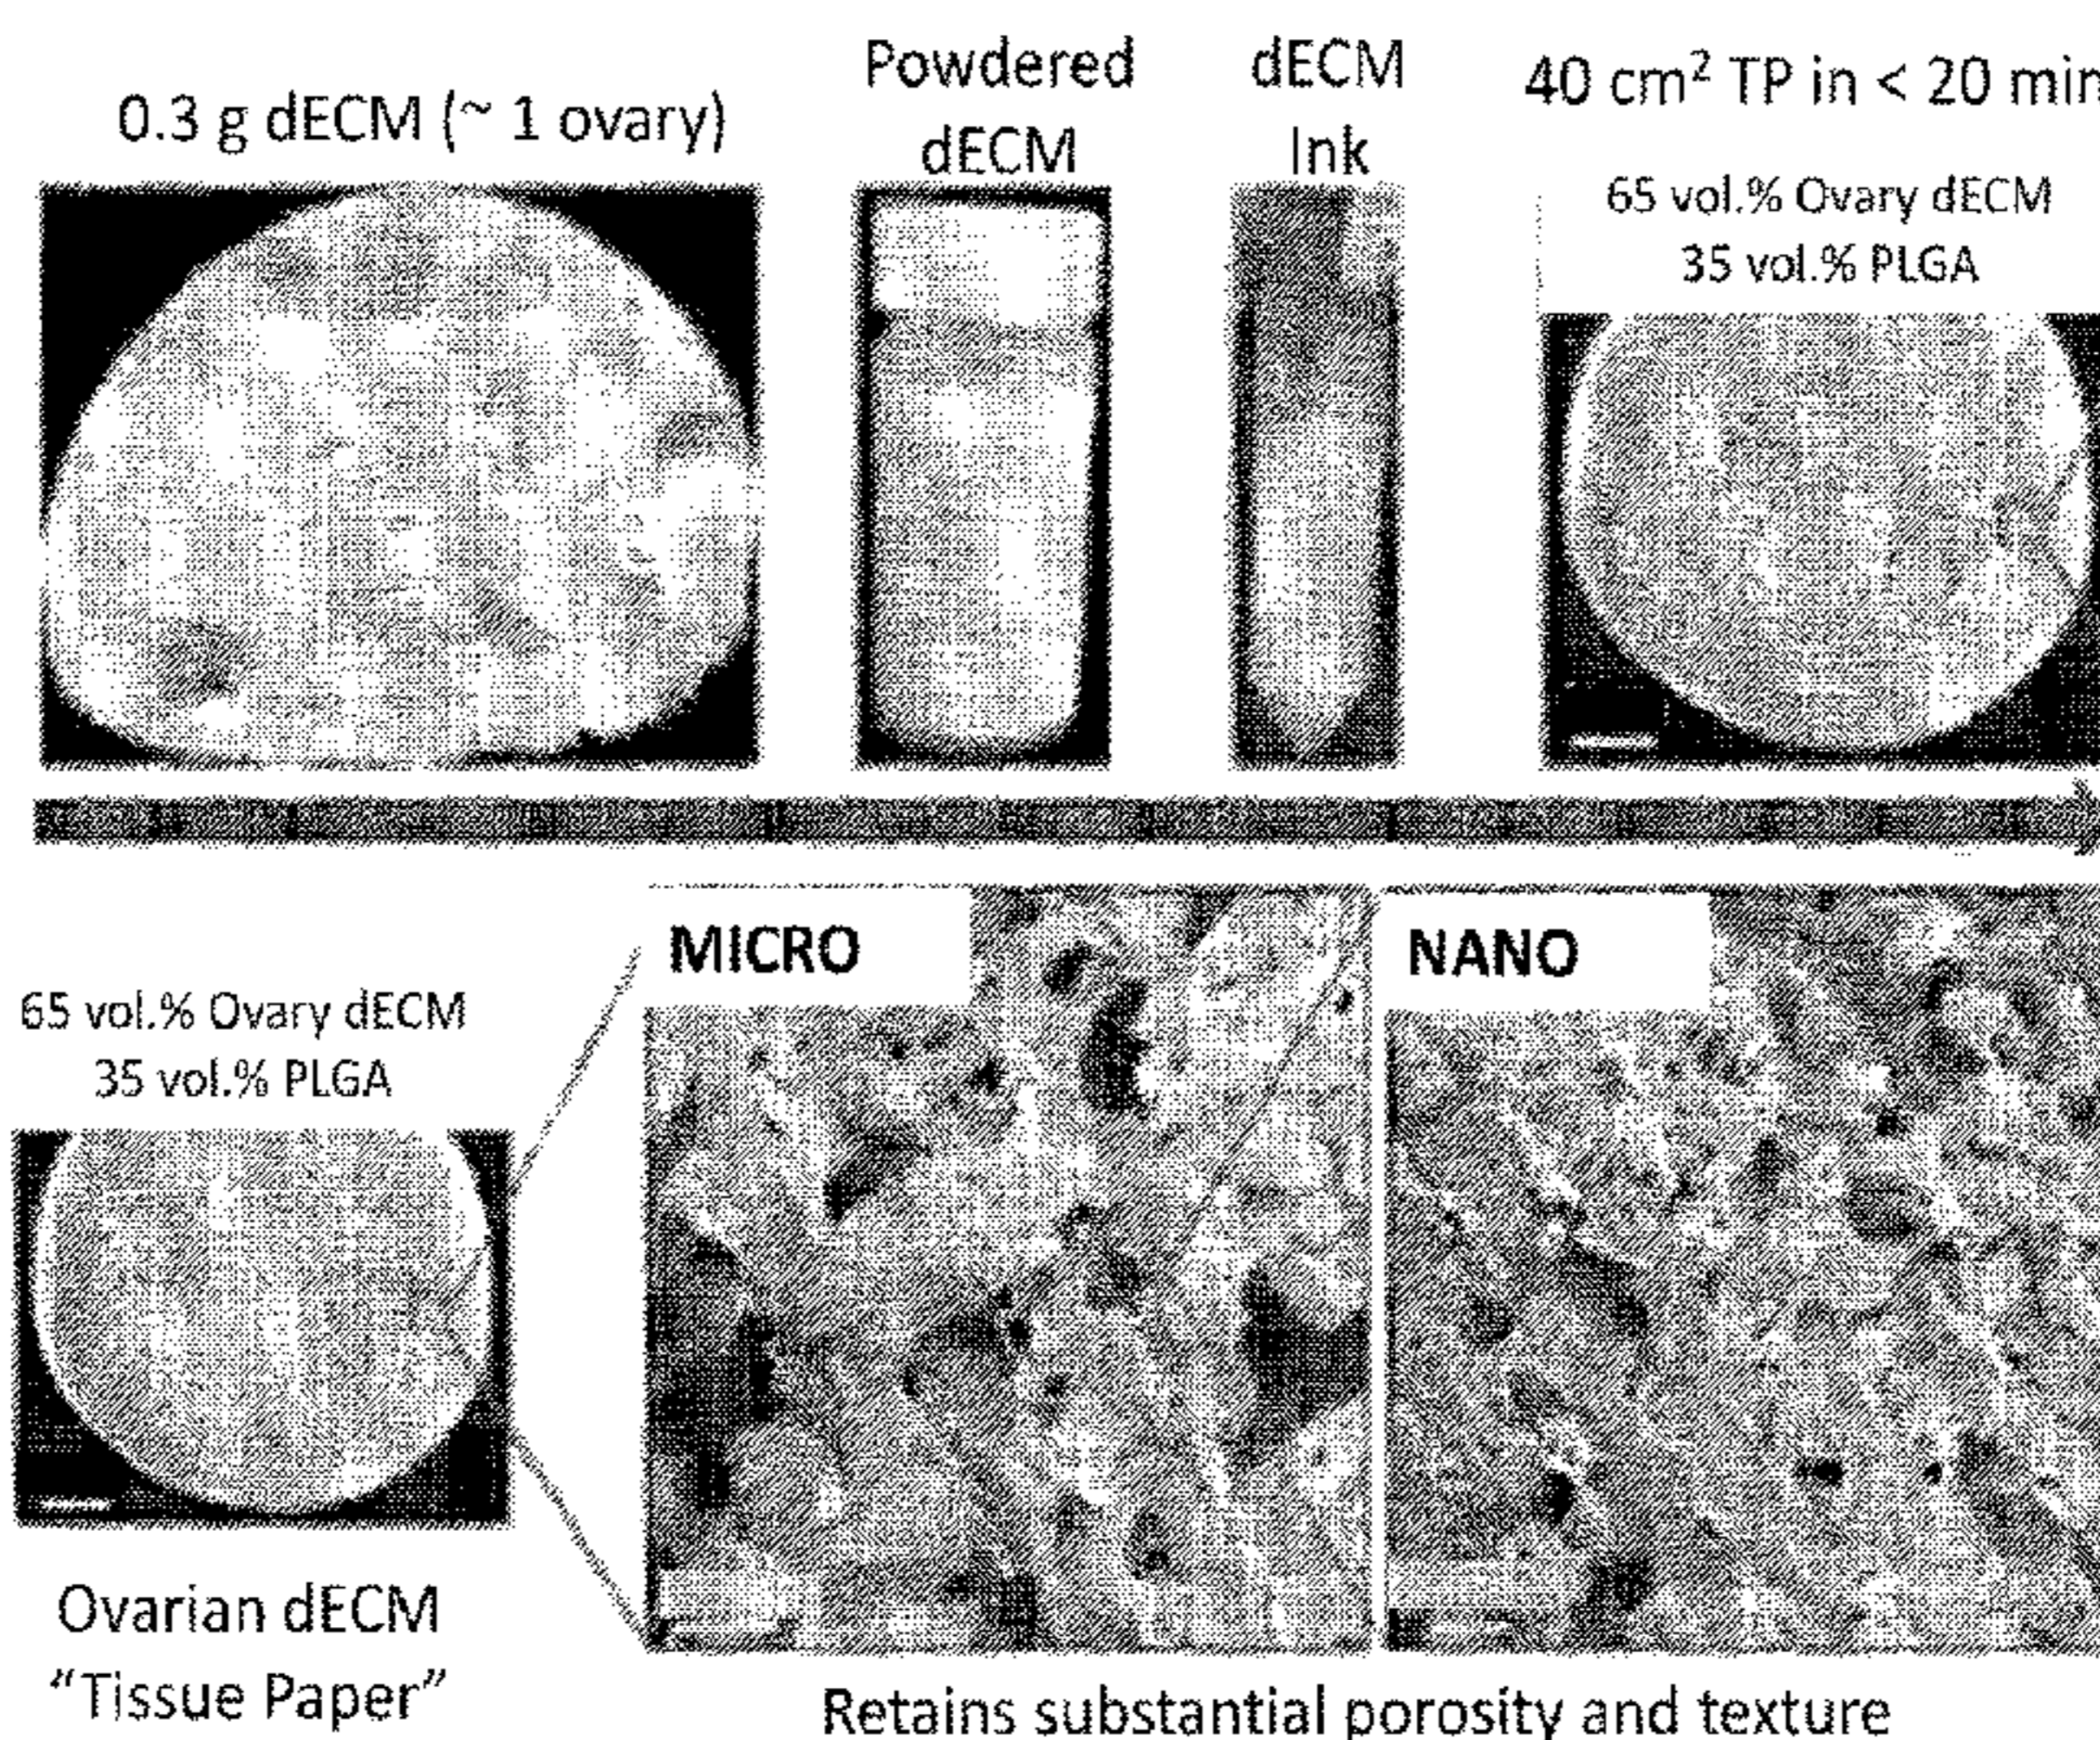 0.3 g dECM (~ 1 ovary)
Powdered
dECM
dECM
Ink
40 cm² TP in < 20 min
65 vol.% Ovary dECM
35 vol.% PLGA
65 vol.% Ovary dECM
35 vol.% PLGA
Ovarian dECM
“Tissue Paper”
MICRO
NANO
Retains substantial porosity and texture